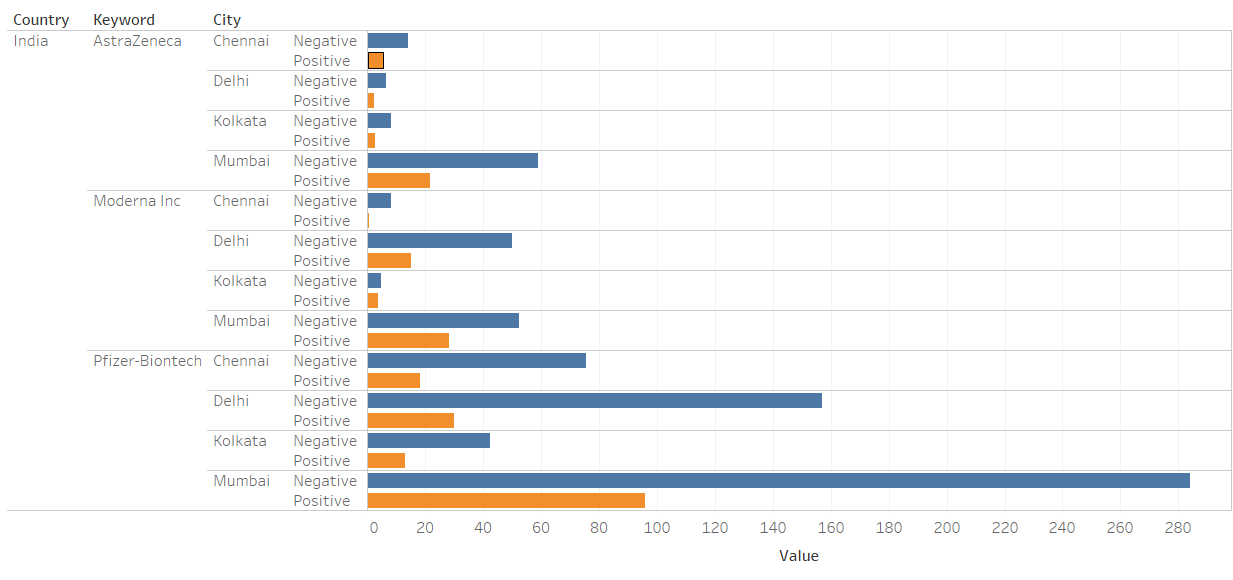 Country Keyword City
India AstraZeneca Chennai Negative
Positive
Delhi Negative
Positive
Kolkata Negative
Positive
Mumbai Negative
Positive
Moderna Inc Chennai Negative
Positive
Delhi Negative
Positive
Kolkata Negative
Positive
Mumbai Negative
Positive
Pfizer-Biontech Chennai Negative
Positive
Delhi Negative
Positive
Kolkata Negative
Positive
Mumbai Negative
Positive
0 20 40 60 80 100 120 140 160 180 200 220 240 260 280
Value